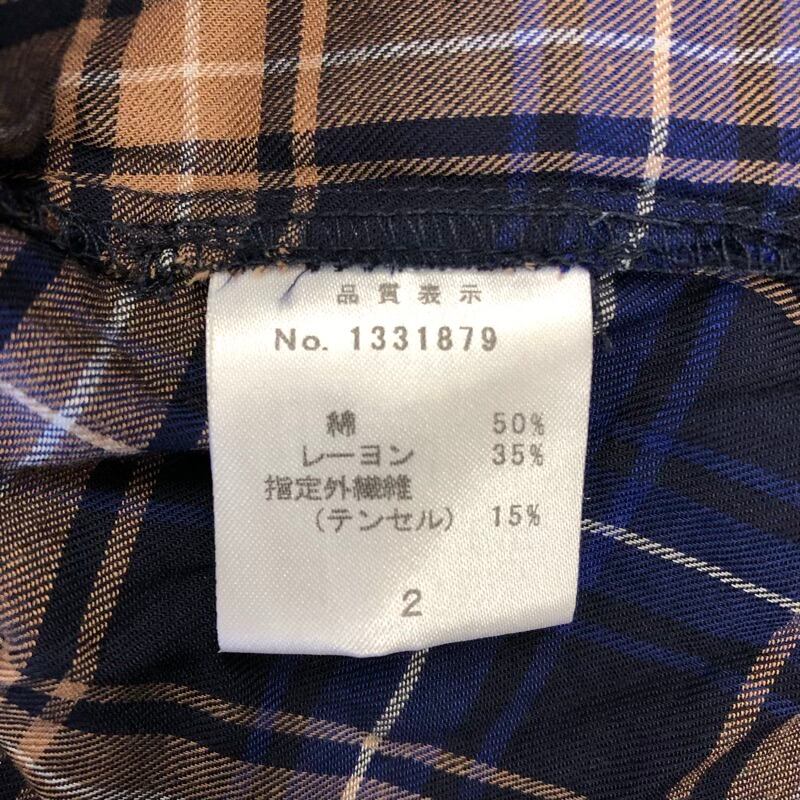 品質表示
No. 1331879
綿 50%
レーヨン 35%
指定外繊維
(テンセル) 15%
2